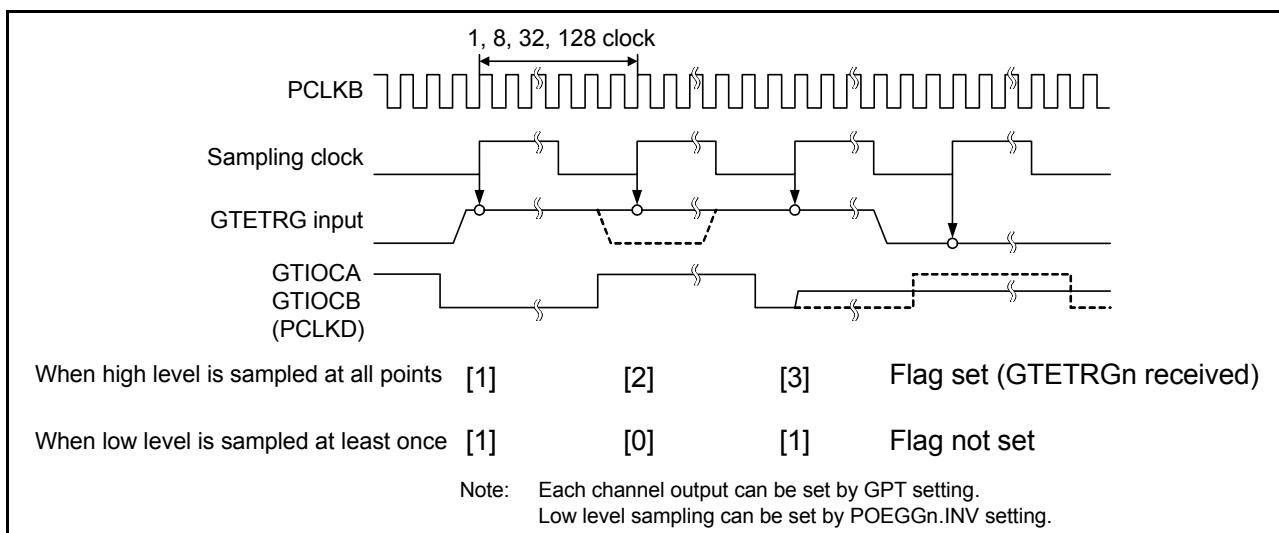 1, 8, 32, 128 clock
PCLKB
Sampling clock
GTETRG input
GTIOCA
GTIOCB
(PCLKD)
When high level is sampled at all points [1] [2] [3] Flag set (GTETRGn received)
When low level is sampled at least once [1] [0] [1] Flag not set
Note: Each channel output can be set by GPT setting.
Low level sampling can be set by POEGGn.INV setting.